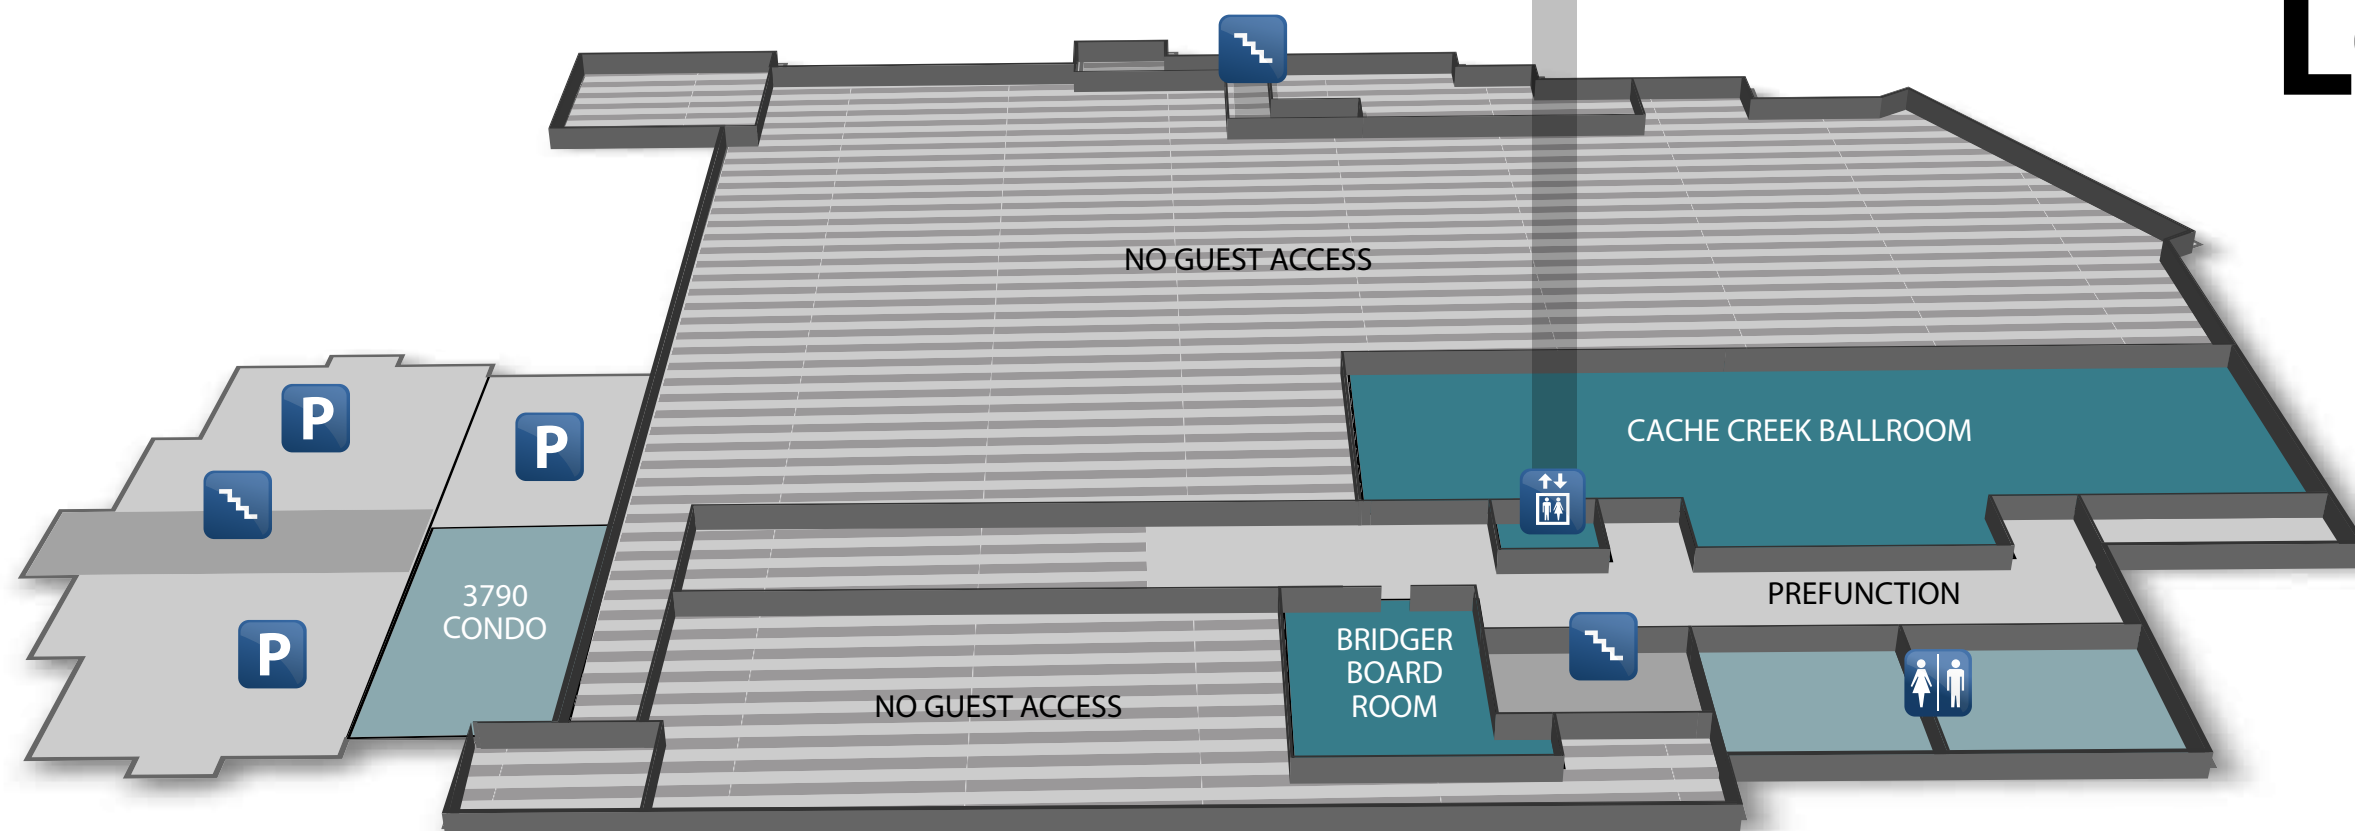 L
NO GUEST ACCESS
CACHE CREEK BALLROOM
P
P
3790
CONDO
PREFUNCTION
P
BRIDGER
BOARD
ROOM
NO GUEST ACCESS